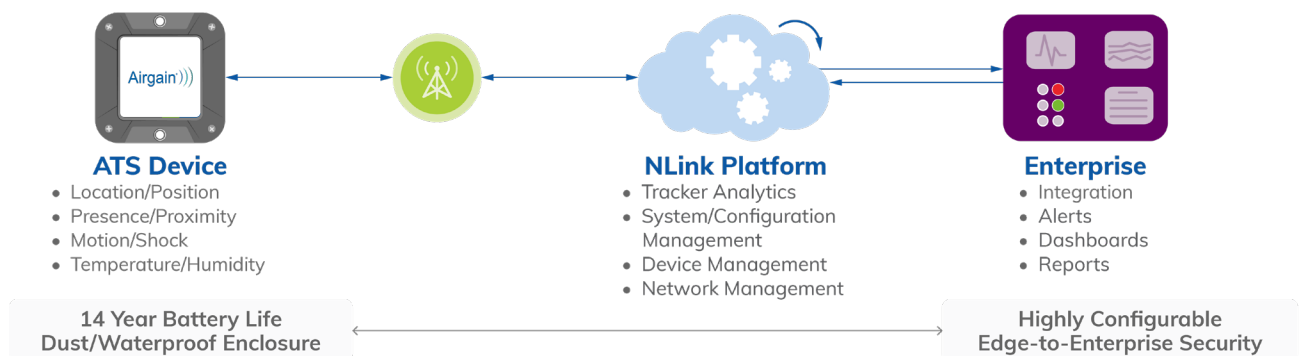 Airgain
ATS Device
• Location/Position
• Presence/Proximity
• Motion/Shock
• Temperature/Humidity
NLink Platform
• Tracker Analytics
• System/Configuration
Management
• Device Management
• Network Management
Enterprise
• Integration
• Alerts
• Dashboards
• Reports
14 Year Battery Life
Dust/Waterproof Enclosure
Highly Configurable
Edge-to-Enterprise Security